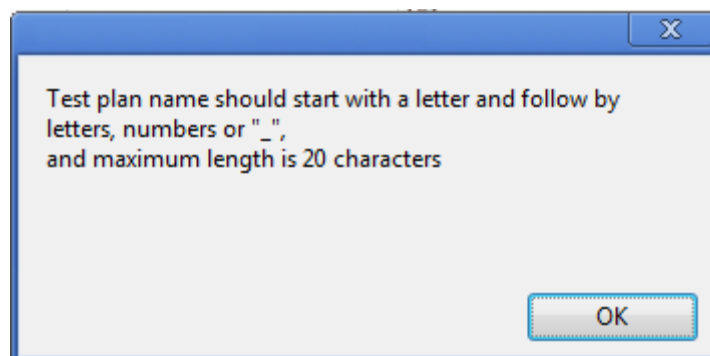 Test plan name should start with a letter and follow by
letters, numbers or "_",
and maximum length is 20 characters
OK